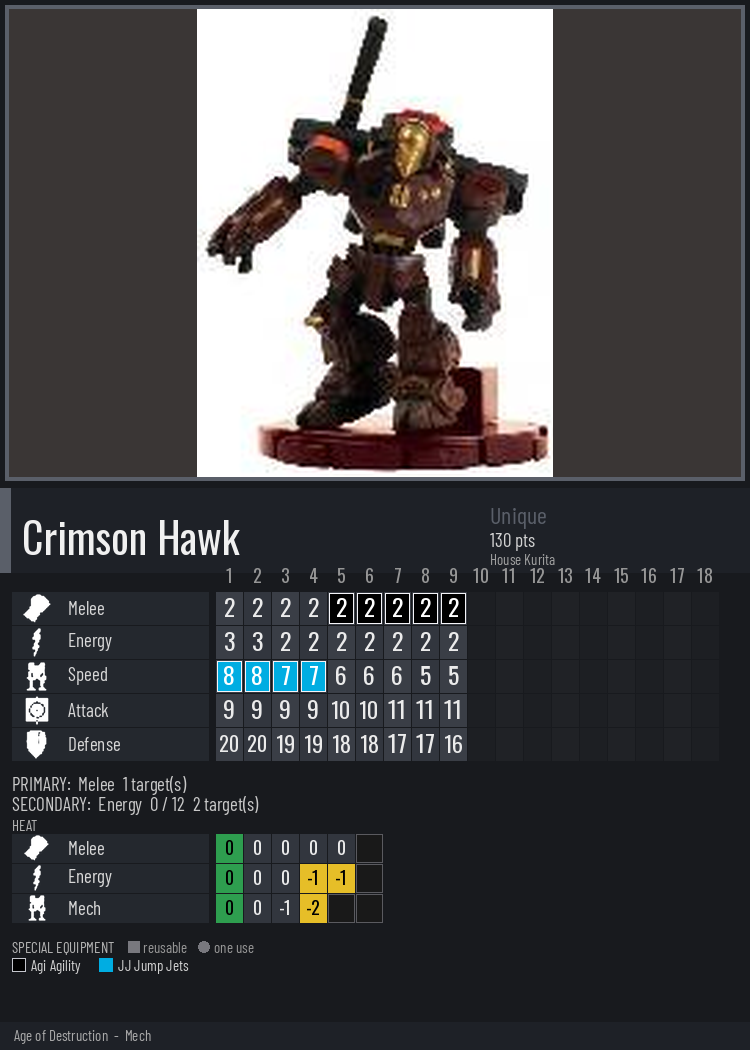 Crimson Hawk
Unique
130 pts
House Kurita
1 2 3 4 5 6 7 8 9 10 11 12 13 14 15 16 17 18
Melee 2 2 2 2 2 2 2 2 2
Energy 3 3 2 2 2 2 2 2 2
Speed 8 8 7 7 6 6 6 5 5
Attack 9 9 9 9 10 10 11 11 11
Defense 20 20 19 19 18 18 17 17 16
PRIMARY: Melee 1 target(s)
SECONDARY: Energy 0 / 12 2 target(s)
HEAT
Melee 0 0 0 0 0
Energy 0 0 0 -1 -1
Mech 0 0 -1 -2
SPECIAL EQUIPMENT reusable one use
Agi Agility JJ Jump Jets
Age of Destruction - Mech